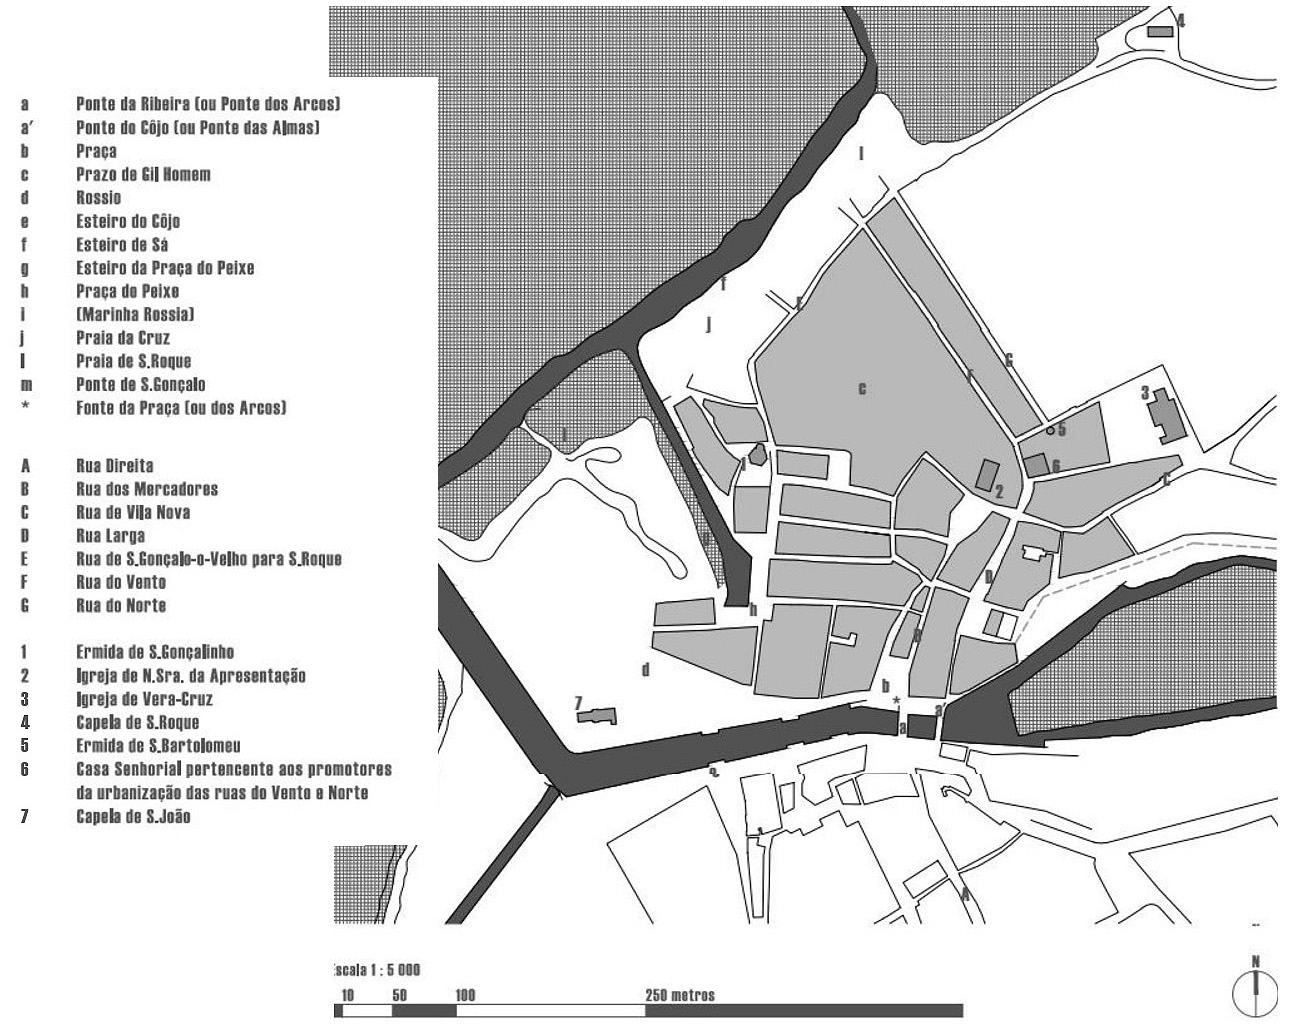 a Ponte da Ribeira (ou Ponte dos Arcos)
a' Ponte do Côjo (ou Ponte das Almas)
b Praça
c Prazo de Gil Homem
d Rossio
e Esteiro do Côjo
f Esteiro de Sá
g Esteiro da Praça do Peixe
h Praça do Peixe
i (Marinha Rossia)
j Praia da Cruz
l Praia de S.Roque
m Ponte de S.Gonçalo
* Fonte da Praça (ou dos Arcos)
A Rua Direita
B Rua dos Mercadores
C Rua de Vila Nova
D Rua Larga
E Rua de S.Gonçalo-o-Velho para S.Roque
F Rua do Vento
G Rua do Norte
1 Ermida de S.Gonçalinho
2 Igreja de N.Sra. da Apresentação
3 Igreja de Vera-Cruz
4 Capela de S.Roque
5 Ermida de S.Bartolomeu
6 Casa Senhorial pertencente aos promotores
da urbanização das ruas do Vento e Norte
7 Capela de S.João
4
l
f
E
j
G
F
c
3
5
i
1
6
C
2
D
h
d
b
*
a'
7
a
A
scala 1 : 5 000
10 50 100 250 metros
N